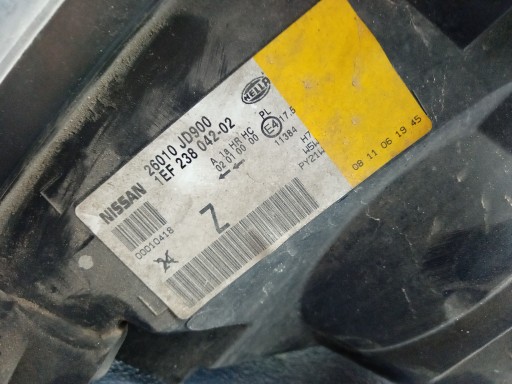 NISSAN
26010 JD900
1EF 238 042-02
HELLA
A 1a HR HC
02 01 00 00
PL
E4
17.5
11384
H7
W5W
PY21W
08 11 06 19 45
00010418
Z